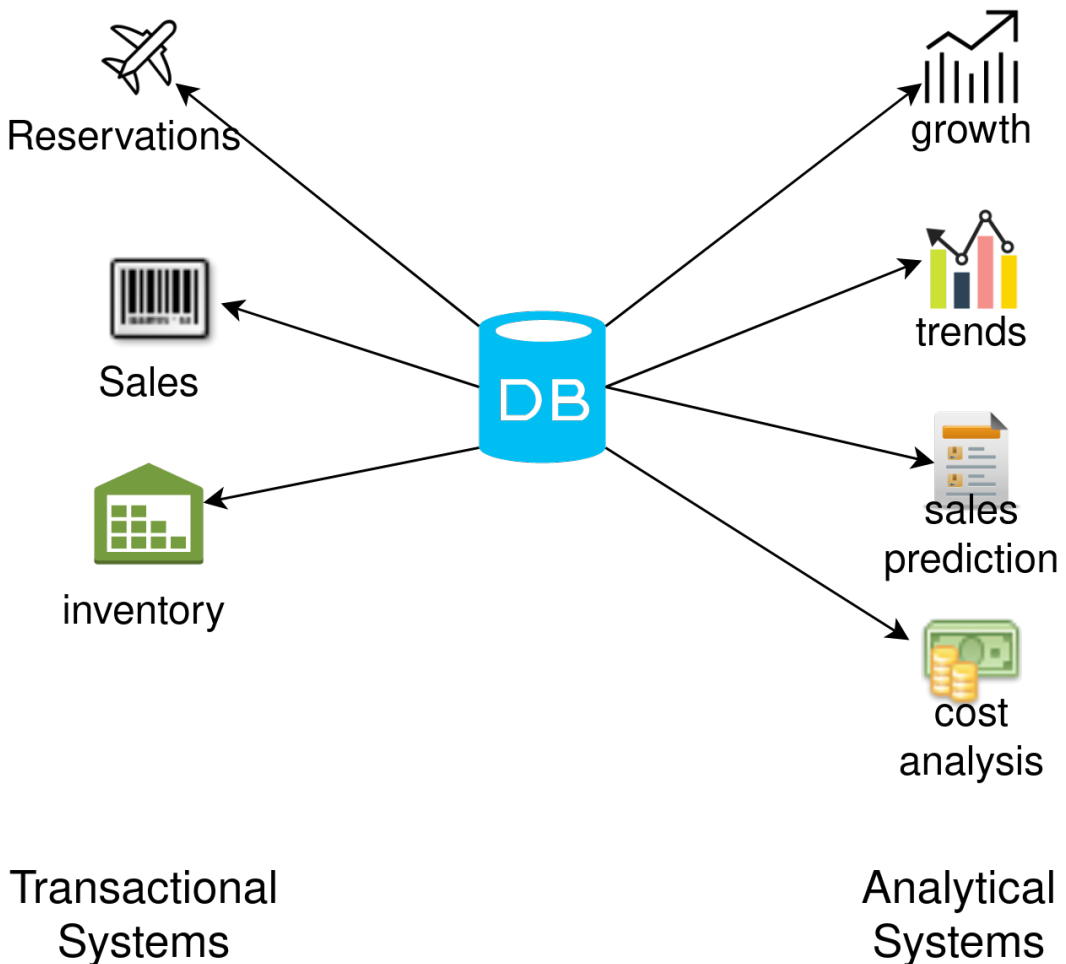 Reservations
growth
trends
Sales
DB
sales
prediction
inventory
cost
analysis
Transactional
Systems
Analytical
Systems